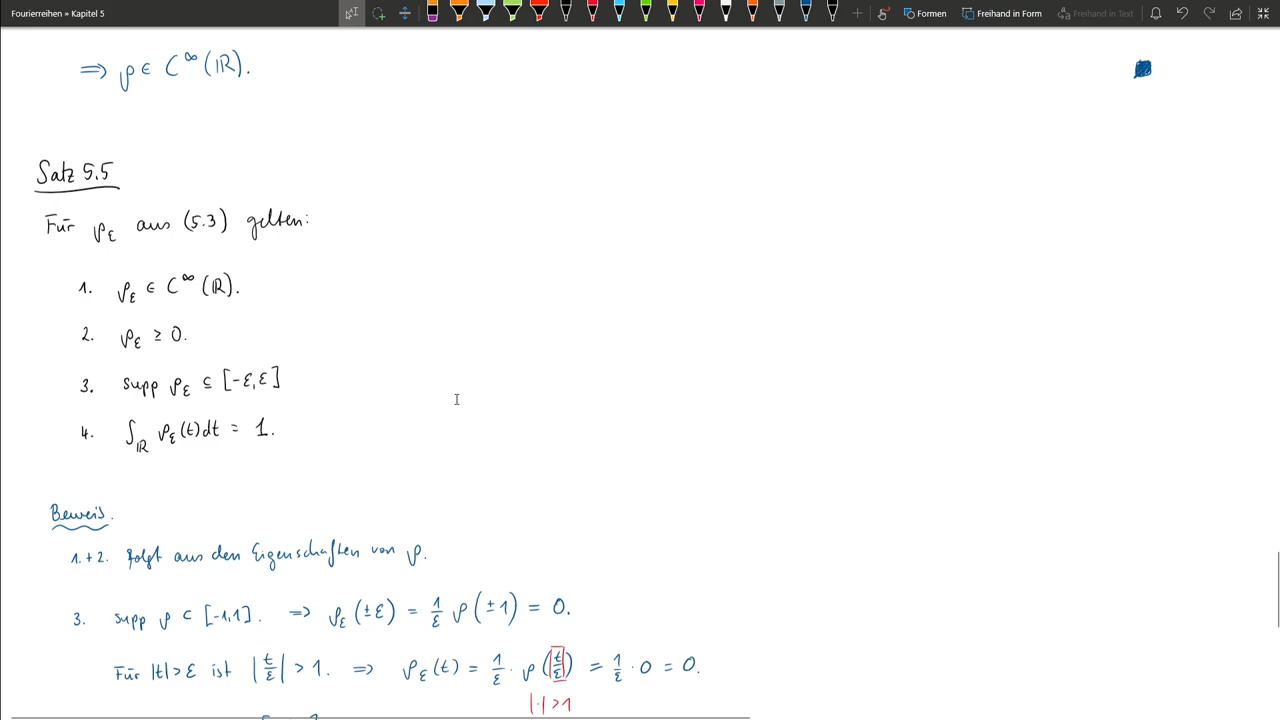 Fourierreihen » Kapitel 5
Formen
Freihand in Form
Freihand in Text
⇒ ρ ∈ C^∞(ℝ).
Satz 5.5
Für ρ_ε aus (5.3) gelten:
1. ρ_ε ∈ C^∞(ℝ).
2. ρ_ε ≥ 0.
3. supp ρ_ε ⊆ [-ε,ε]
4. ∫_ℝ ρ_ε(t)dt = 1.
Beweis.
1.+2. folgt aus den Eigenschaften von ρ.
3. supp ρ ⊂ [-1,1]. ⇒ ρ_ε(±ε) = 1/ε ρ(±1) = 0.
Für |t|>ε ist |t/ε| > 1. ⇒ ρ_ε(t) = 1/ε · ρ(t/ε) = 1/ε · 0 = 0.
|·|>1